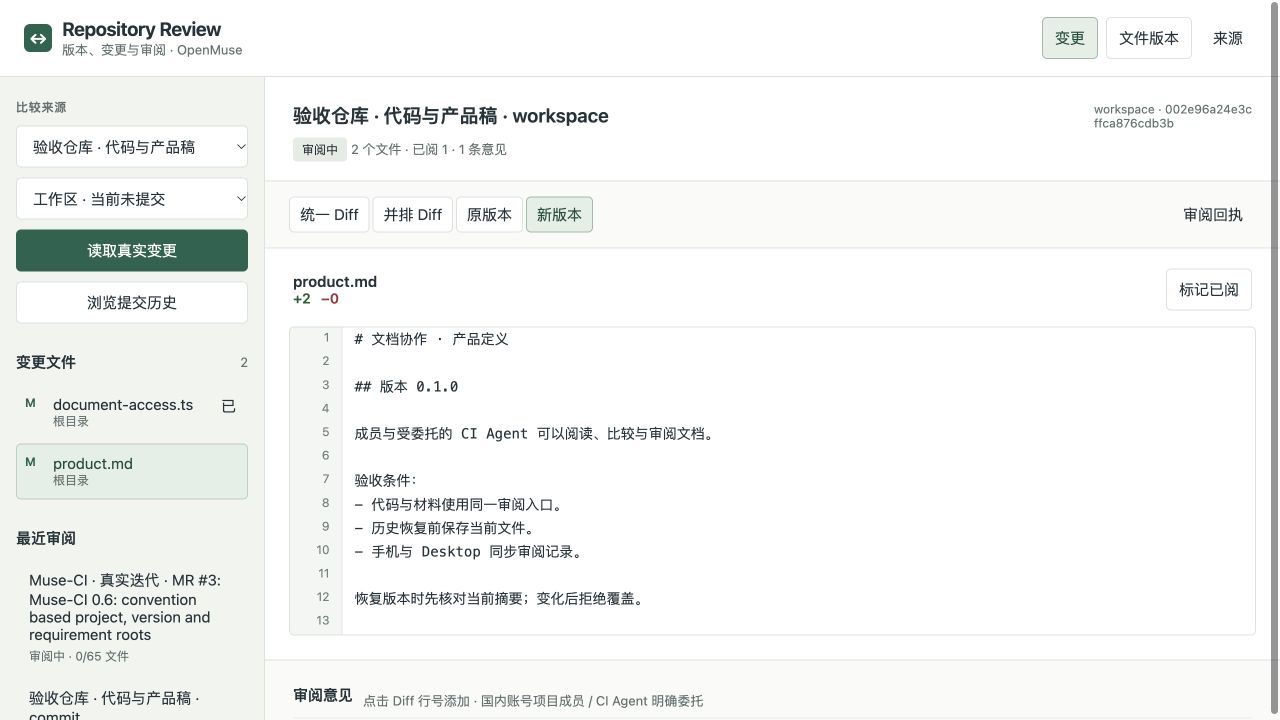 Repository Review
版本、变更与审阅 · OpenMuse
变更
文件版本
来源
比较来源
验收仓库 · 代码与产品稿
工作区 · 当前未提交
读取真实变更
浏览提交历史
变更文件
2
M
document-access.ts
已
根目录
M
product.md
根目录
最近审阅
Muse-CI · 真实迭代 · MR #3:
Muse-CI 0.6: convention
based project, version and
requirement roots
审阅中 · 0/65 文件
验收仓库 · 代码与产品稿 ·
commit
验收仓库 · 代码与产品稿 · workspace
审阅中 2 个文件 · 已阅 1 · 1 条意见
workspace · 002e96a24e3c
ffca876cdb3b
统一 Diff
并排 Diff
原版本
新版本
审阅回执
product.md
+2 −0
标记已阅
1 # 文档协作 · 产品定义
2
3 ## 版本 0.1.0
4
5 成员与受委托的 CI Agent 可以阅读、比较与审阅文档。
6
7 验收条件：
8 – 代码与材料使用同一审阅入口。
9 – 历史恢复前保存当前文件。
10 – 手机与 Desktop 同步审阅记录。
11
12 恢复版本时先核对当前摘要；变化后拒绝覆盖。
13
审阅意见 点击 Diff 行号添加 · 国内账号项目成员 / CI Agent 明确委托